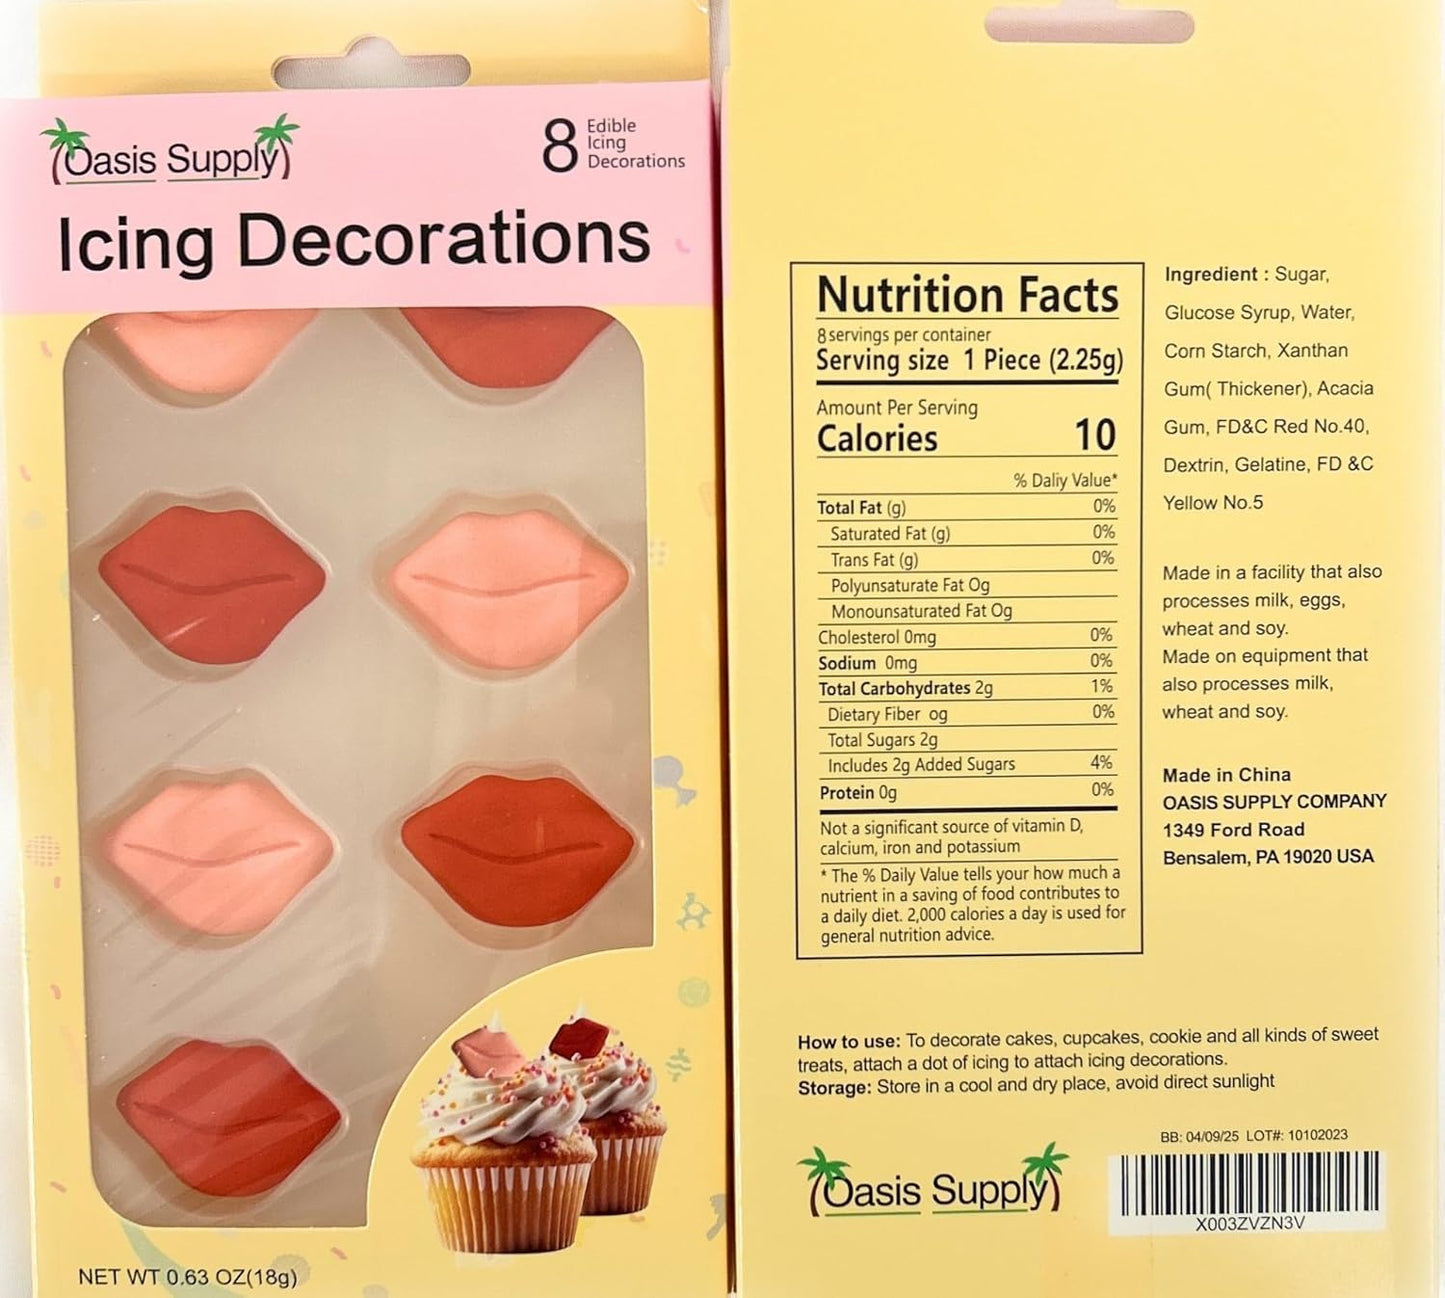 Oasis Supply
8 Edible
Icing
Decorations
Icing Decorations
NET WT 0.63 OZ(18g)
Nutrition Facts
8servings per container
Serving size 1 Piece (2.25g)
Amount Per Serving
Calories 10
% Daliy Value*
Total Fat (g) 0%
Saturated Fat (g) 0%
Trans Fat (g) 0%
Polyunsaturate Fat Og
Monounsaturated Fat Og
Cholesterol 0mg 0%
Sodium 0mg 0%
Total Carbohydrates 2g 1%
Dietary Fiber og 0%
Total Sugars 2g
Includes 2g Added Sugars 4%
Protein 0g 0%
Not a significant source of vitamin D,
calcium, iron and potassium
* The % Daily Value tells your how much a
nutrient in a saving of food contributes to
a daily diet. 2,000 calories a day is used for
general nutrition advice.
Ingredient : Sugar,
Glucose Syrup, Water,
Corn Starch, Xanthan
Gum( Thickener), Acacia
Gum, FD&C Red No.40,
Dextrin, Gelatine, FD &C
Yellow No.5
Made in a facility that also
processes milk, eggs,
wheat and soy.
Made on equipment that
also processes milk,
wheat and soy.
Made in China
OASIS SUPPLY COMPANY
1349 Ford Road
Bensalem, PA 19020 USA
How to use: To decorate cakes, cupcakes, cookie and all kinds of sweet
treats, attach a dot of icing to attach icing decorations.
Storage: Store in a cool and dry place, avoid direct sunlight
Oasis Supply
BB: 04/09/25 LOT#: 10102023
X003ZVZN3V